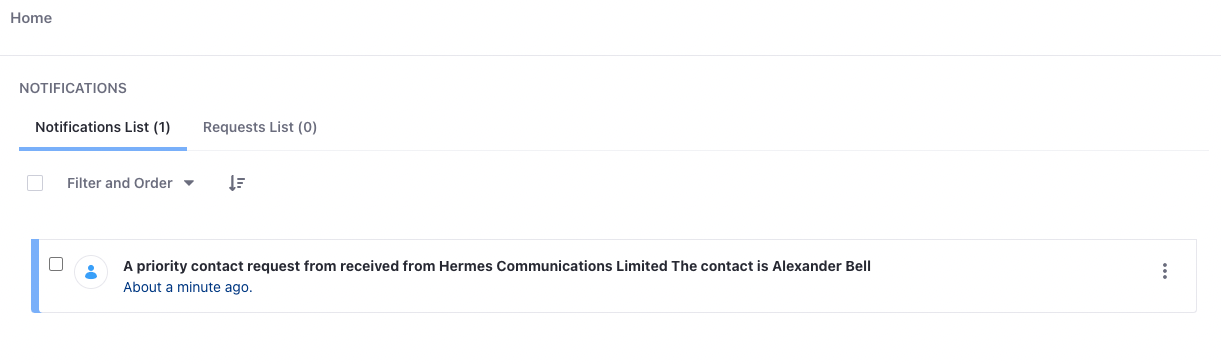 Home
NOTIFICATIONS
Notifications List (1) Requests List (0)
Filter and Order
A priority contact request from received from Hermes Communications Limited The contact is Alexander Bell
About a minute ago.